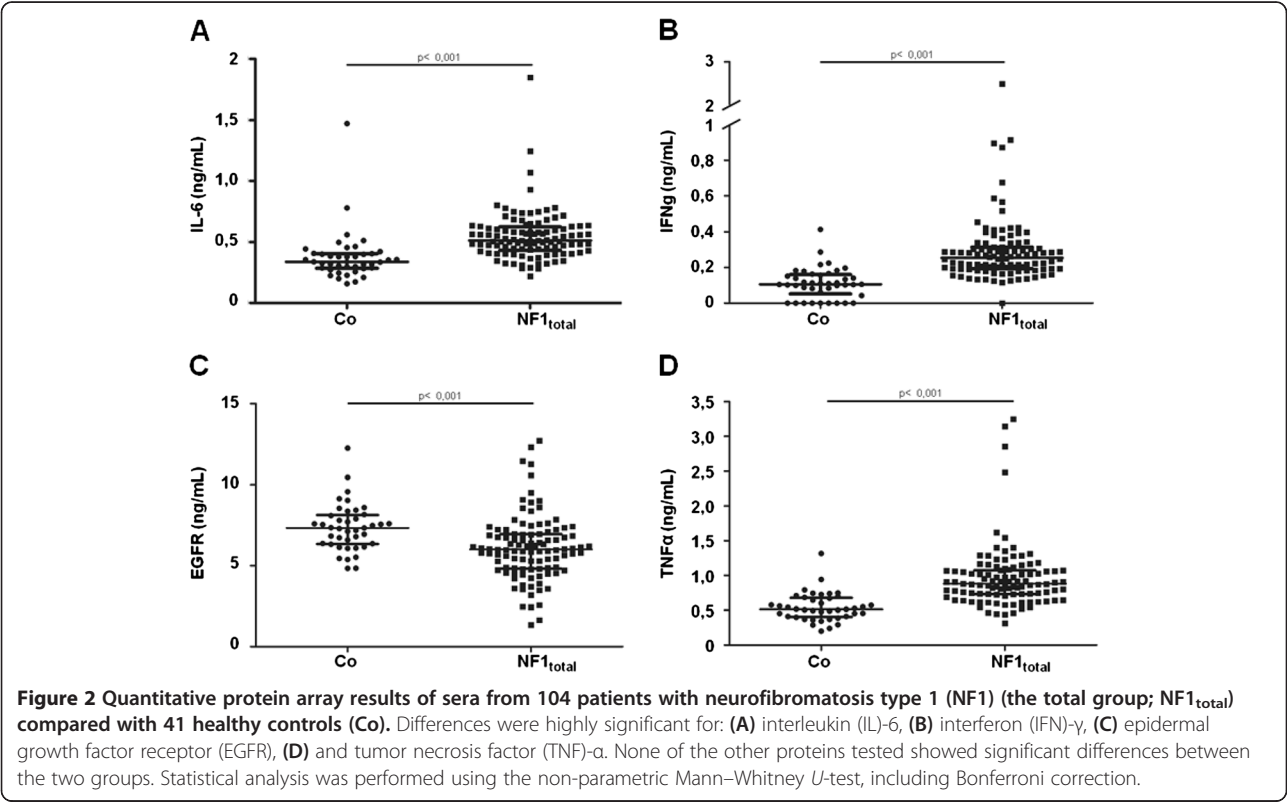 A
B
p< 0,001
p< 0,001
2
1,5
1,0
0,5
0
IL-6 (ng/mL)
Co
NF1total
3
2
1
0,8
0,6
0,4
0,2
0
IFNg (ng/mL)
Co
NF1total
C
D
p< 0,001
p< 0,001
15
10
5
0
EGFR (ng/mL)
Co
NF1total
3,5
3,0
2,5
2,0
1,5
1,0
0,5
0
TNFα (ng/mL)
Co
NF1total
Figure 2 Quantitative protein array results of sera from 104 patients with neurofibromatosis type 1 (NF1) (the total group; NF1total)
compared with 41 healthy controls (Co). Differences were highly significant for: (A) interleukin (IL)-6, (B) interferon (IFN)-γ, (C) epidermal
growth factor receptor (EGFR), (D) and tumor necrosis factor (TNF)-α. None of the other proteins tested showed significant differences between
the two groups. Statistical analysis was performed using the non-parametric Mann–Whitney U-test, including Bonferroni correction.